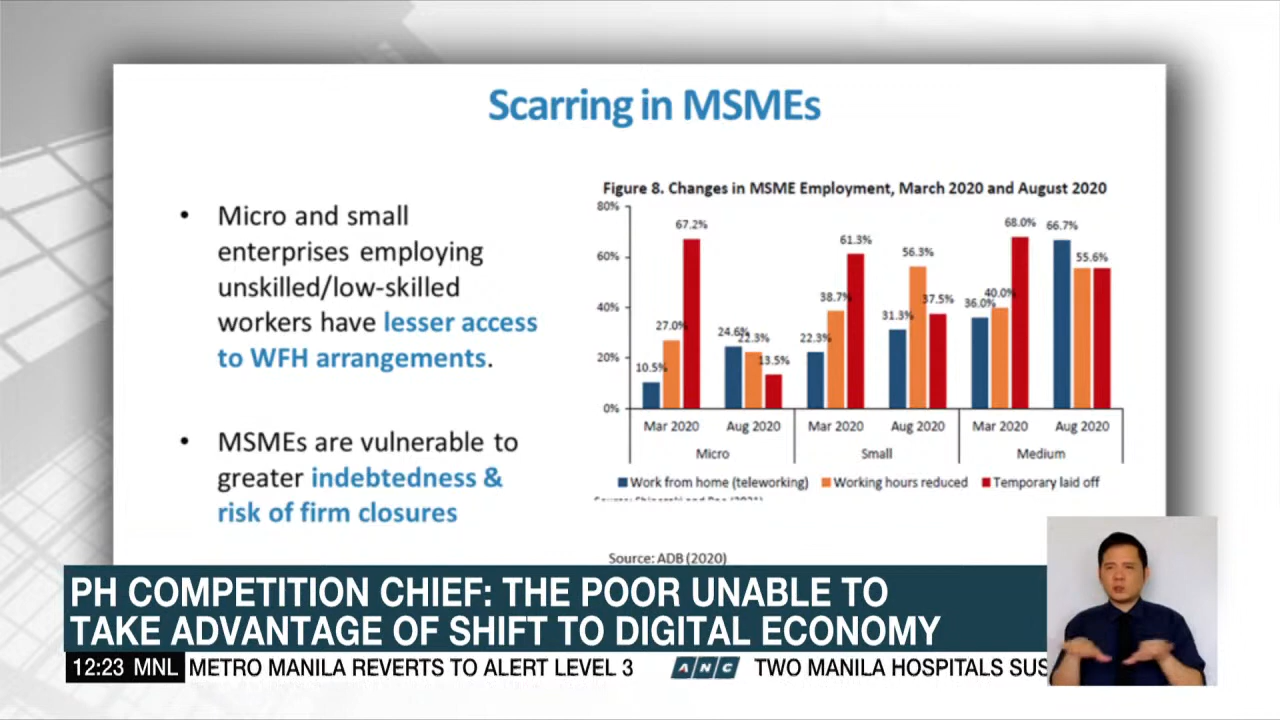 Scarring in MSMEs
• Micro and small
enterprises employing
unskilled/low-skilled
workers have lesser access
to WFH arrangements.
• MSMEs are vulnerable to
greater indebtedness &
risk of firm closures
Figure 8. Changes in MSME Employment, March 2020 and August 2020
80%
60%
40%
20%
0%
10.5% 27.0% 67.2% 24.6% 22.3% 13.5% 22.3% 38.7% 61.3% 31.3% 56.3% 37.5% 36.0% 40.0% 68.0% 66.7% 55.6%
Mar 2020 Aug 2020 Mar 2020 Aug 2020 Mar 2020 Aug 2020
Micro Small Medium
Work from home (teleworking) Working hours reduced Temporary laid off
Source: ADB (2020)
PH COMPETITION CHIEF: THE POOR UNABLE TO
TAKE ADVANTAGE OF SHIFT TO DIGITAL ECONOMY
12:23 MNL METRO MANILA REVERTS TO ALERT LEVEL 3 ANC TWO MANILA HOSPITALS SUS